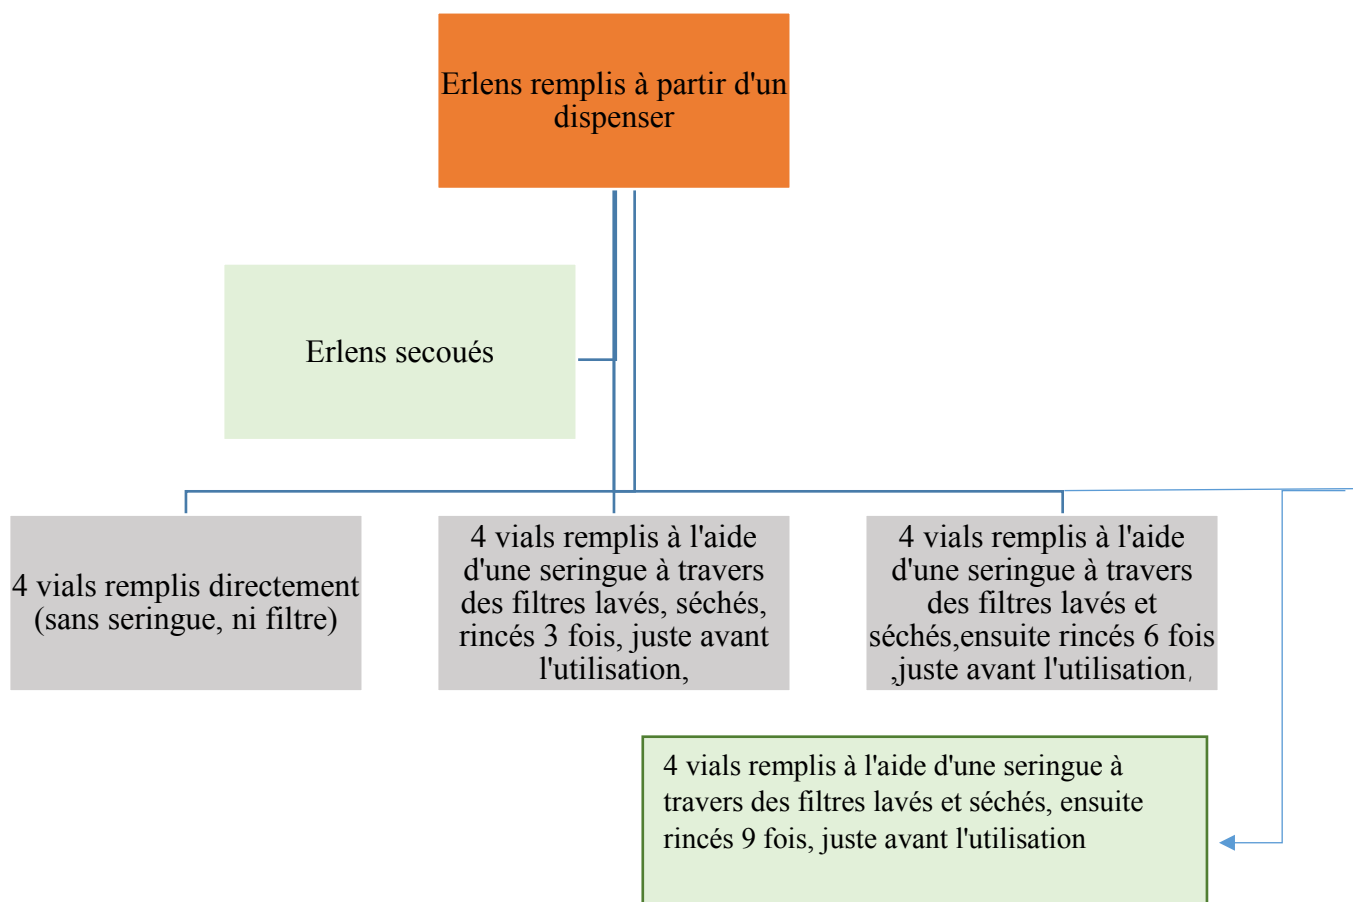 Erlens remplis à partir d'un
dispenser
Erlens secoués
4 vials remplis directement
(sans seringue, ni filtre)
4 vials remplis à l'aide
d'une seringue à travers
des filtres lavés, séchés,
rincés 3 fois, juste avant
l'utilisation,
4 vials remplis à l'aide
d'une seringue à travers
des filtres lavés et
séchés,ensuite rincés 6 fois
,juste avant l'utilisation,
4 vials remplis à l'aide d'une seringue à
travers des filtres lavés et séchés, ensuite
rincés 9 fois, juste avant l'utilisation